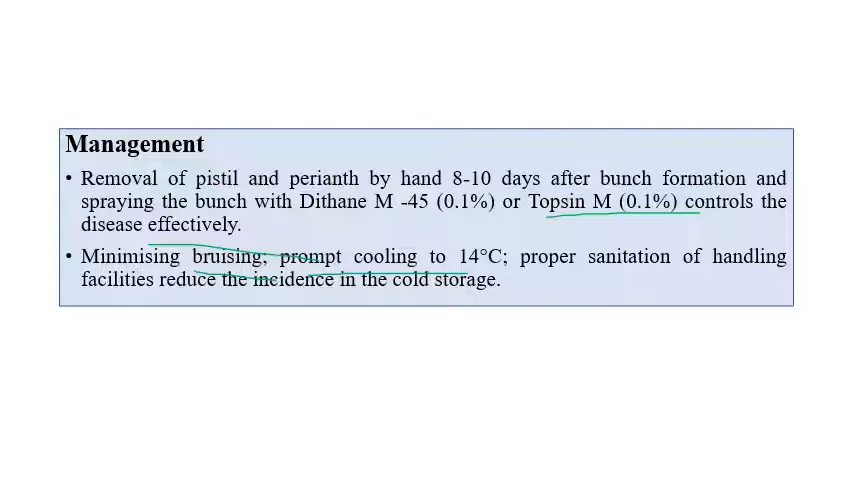 Management
• Removal of pistil and perianth by hand 8-10 days after bunch formation and
spraying the bunch with Dithane M -45 (0.1%) or Topsin M (0.1%) controls the
disease effectively.
• Minimising bruising; prompt cooling to 14°C; proper sanitation of handling
facilities reduce the incidence in the cold storage.